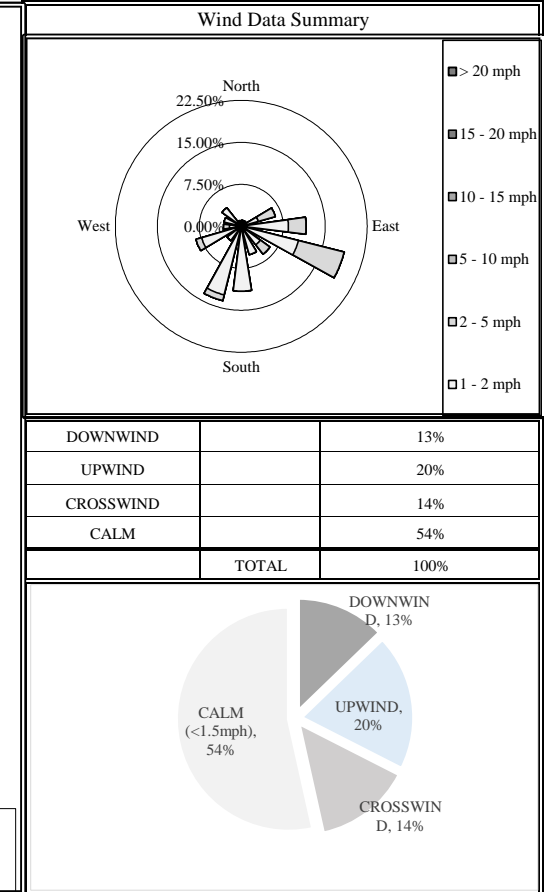 Wind Data Summary
North
22.50%
15.00%
7.50%
0.00%
West
East
South
> 20 mph
15 - 20 mph
10 - 15 mph
5 - 10 mph
2 - 5 mph
1 - 2 mph
DOWNWIND 13%
UPWIND 20%
CROSSWIND 14%
CALM 54%
TOTAL 100%
DOWNWIN
D, 13%
UPWIND,
20%
CROSSWIN
D, 14%
CALM
(<1.5mph),
54%